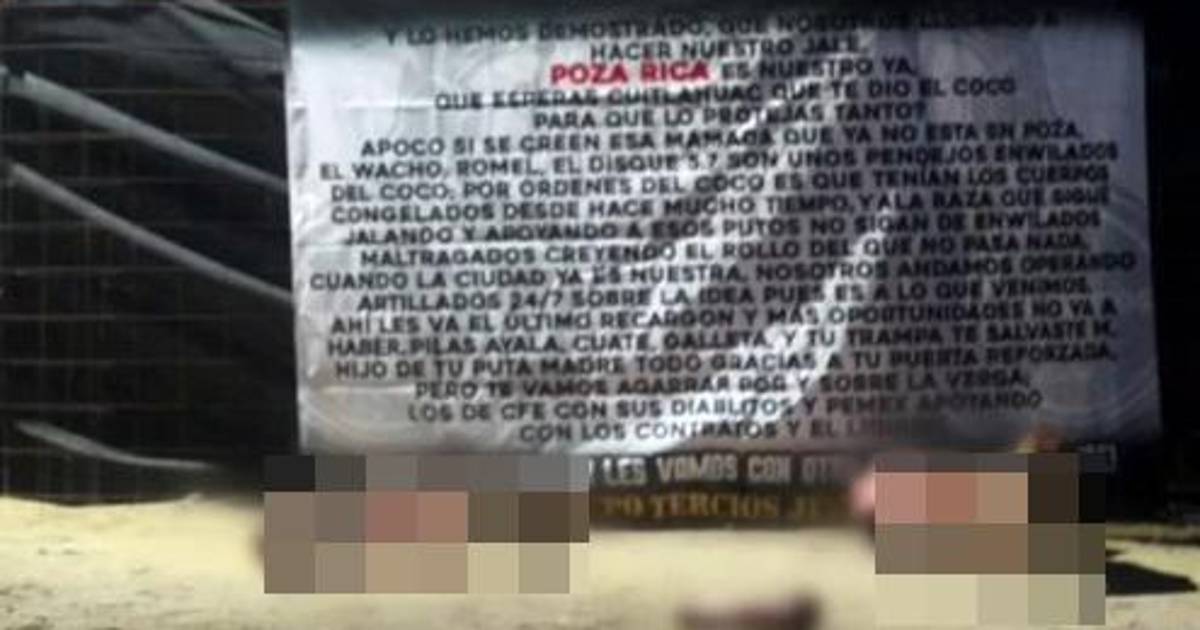 Y LO HEMOS DEMOSTRADO, QUE NOSOTROS A
HACER NUESTRO JALE.
POZA RICA ES NUESTRO YA,
QUE ESPERAS CUITLAHUAC QUE TE DIO EL COCO
PARA QUE LO PROTEJAS TANTO?
APOCO SI SE CREEN ESA MAMADA QUE YA NO ESTA EN POZA.
EL WACHO, ROMEL, EL DISQUE 5.7 SON UNOS PENDEJOS ENWILADOS
DEL COCO, POR ORDENES DEL COCO ES QUE TENIAN LOS CUERPOS
CONGELADOS DESDE HACE MUCHO TIEMPO, Y A LA RAZA QUE SIGUE
JALANDO Y APOYANDO A ESOS PUTOS NO SIGAN DE ENWILADOS
MALTRAGADOS CREYENDO EL ROLLO DEL QUE NO PASA NADA,
CUANDO LA CIUDAD YA ES NUESTRA, NOSOTROS ANDAMOS OPERANDO
ARTILLADOS 24/7 SOBRE LA IDEA PUES ES A LO QUE VENIMOS.
AHÍ LES VA EL ÚLTIMO RECARGON Y MÁS OPORTUNIDADES NO YA A
HABER, PILAS AYALA, CUATE, GALLETA, Y TU TRAMPA TE SALVASTE M.
HIJO DE TU PUTA MADRE TODO GRACIAS A TU PUERTA REFORZADA,
PERO TE VAMOS AGARRAR POR Y SOBRE LA VERGA,
LOS DE CFE CON SUS DIABLITOS Y PEMEX APOYANDO
CON LOS CONTRATOS Y EL
LES VAMOS CON
TERCIOS